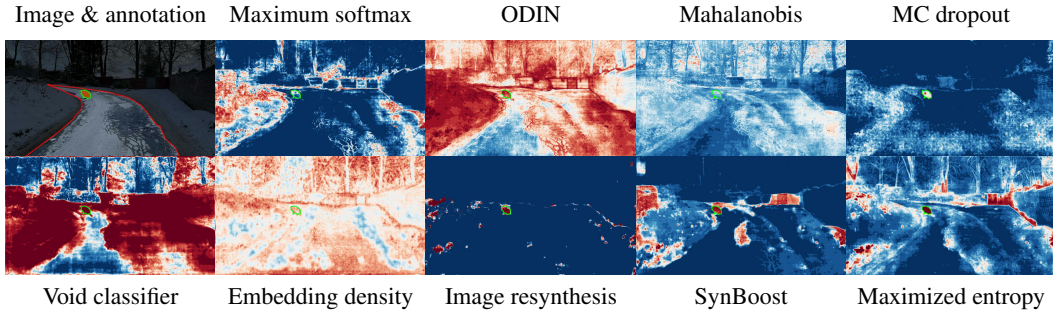 Image & annotation Maximum softmax ODIN Mahalanobis MC dropout
Void classifier Embedding density Image resynthesis SynBoost Maximized entropy